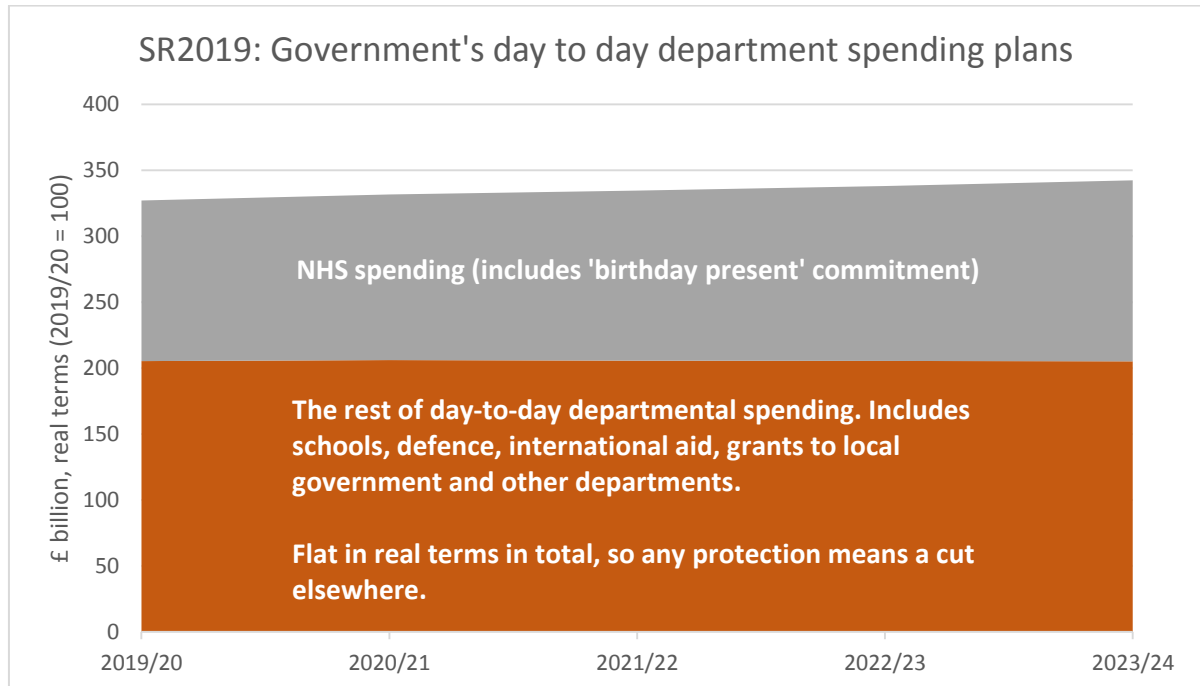 SR2019: Government's day to day department spending plans
£ billion, real terms (2019/20 = 100)
400
350
300
250
200
150
100
50
0
NHS spending (includes 'birthday present' commitment)
The rest of day-to-day departmental spending. Includes
schools, defence, international aid, grants to local
government and other departments.
Flat in real terms in total, so any protection means a cut
elsewhere.
2019/20
2020/21
2021/22
2022/23
2023/24